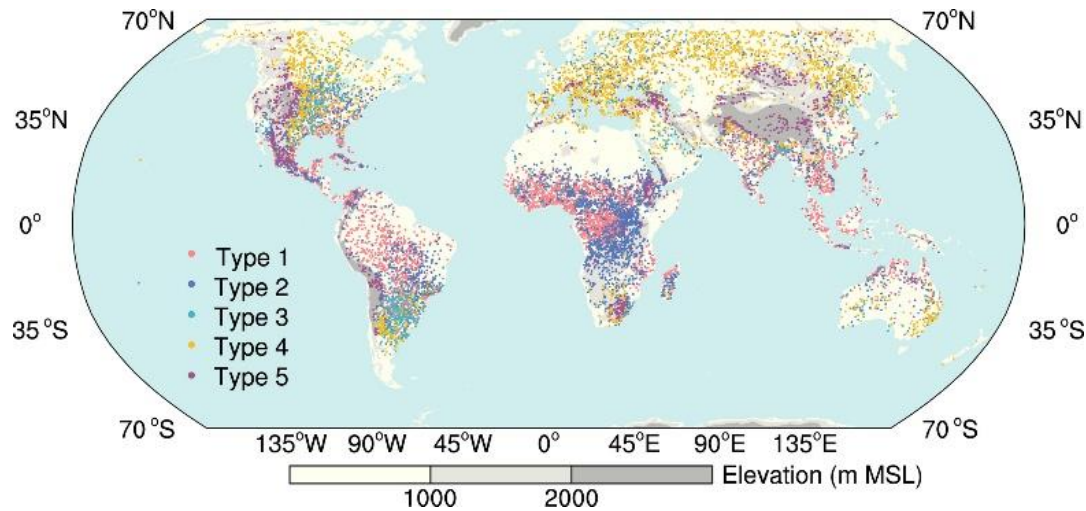 70°N 70°N
35°N 35°N
0° 0°
Type 1
Type 2
Type 3
35°S 35°S
Type 4
Type 5
70°S 70°S
135°W 90°W 45°W 0° 45°E 90°E 135°E
Elevation (m MSL)
1000 2000